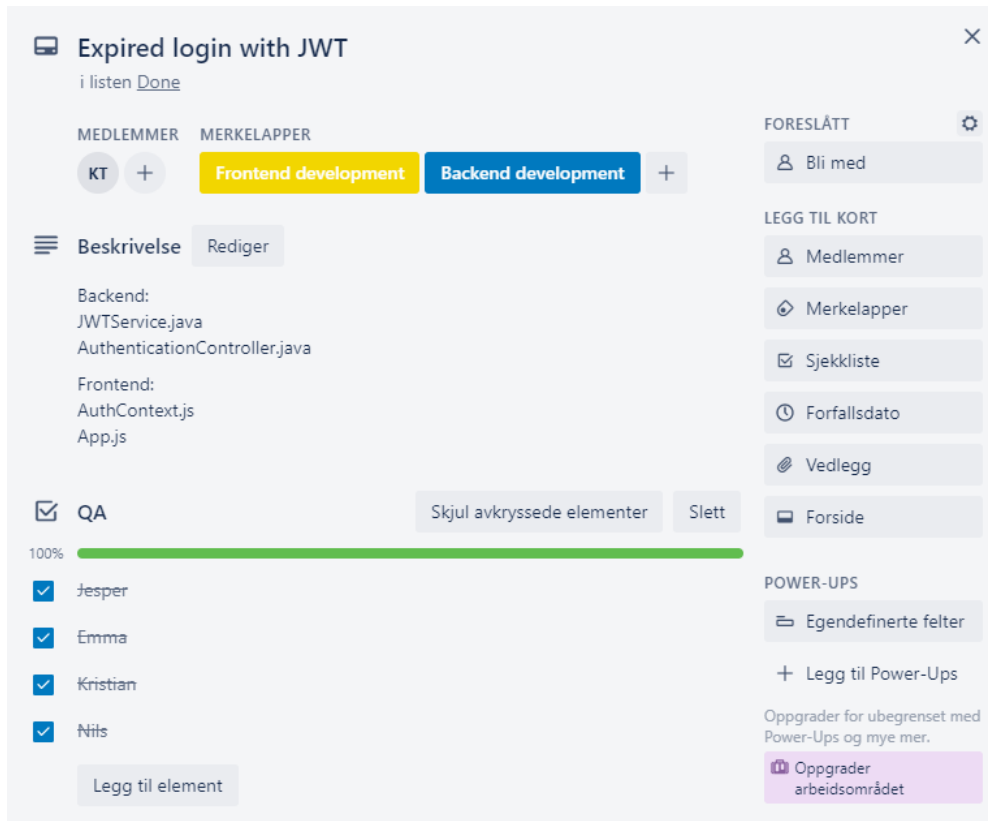 Expired login with JWT
i listen Done
MEDLEMMER MERKELAPPER
KT + Frontend development Backend development +
Beskrivelse Rediger
Backend:
JWTService.java
AuthenticationController.java
Frontend:
AuthContext.js
App.js
QA Skjul avkryssede elementer Slett
100%
Jesper
Emma
Kristian
Nils
Legg til element
FORESLÅTT
Bli med
LEGG TIL KORT
Medlemmer
Merkelapper
Sjekkliste
Forfallsdato
Vedlegg
Forside
POWER-UPS
Egendefinerte felter
+ Legg til Power-Ups
Oppgrader for ubegrenset med
Power-Ups og mye mer.
Oppgrader
arbeidsområdet